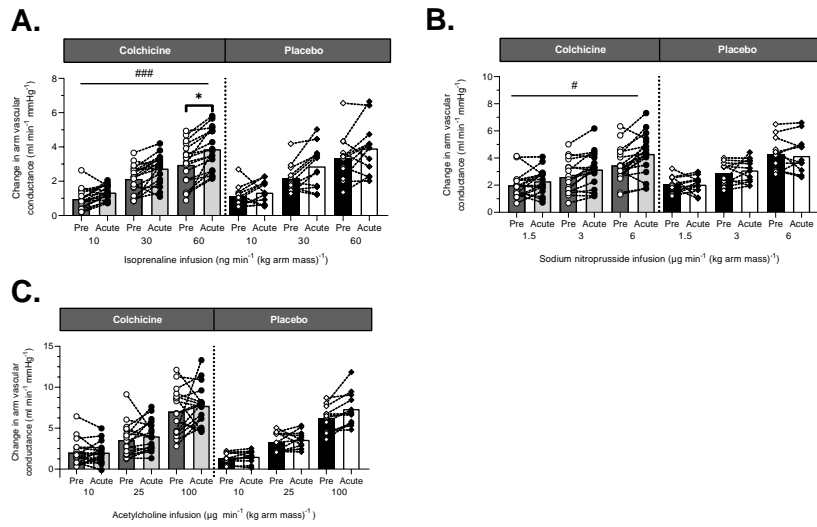 A.
Colchicine Placebo
###
*
Change in arm vascular
conductance (ml min-1 mmHg-1)
8
6
4
2
0
Pre Acute Pre Acute Pre Acute Pre Acute Pre Acute Pre Acute
10 30 60 10 30 60
Isoprenaline infusion (ng min-1 (kg arm mass)-1)
B.
Colchicine Placebo
#
Change in arm vascular
conductance (ml min-1 mmHg-1)
10
8
6
4
2
0
Pre Acute Pre Acute Pre Acute Pre Acute Pre Acute Pre Acute
1.5 3 6 1.5 3 6
Sodium nitroprusside infusion (μg min-1 (kg arm mass)-1)
C.
Colchicine Placebo
Change in arm vascular
conductance (ml min-1 mmHg-1)
15
10
5
0
Pre Acute Pre Acute Pre Acute Pre Acute Pre Acute Pre Acute
10 25 100 10 25 100
Acetylcholine infusion (μg min-1 (kg arm mass)-1)